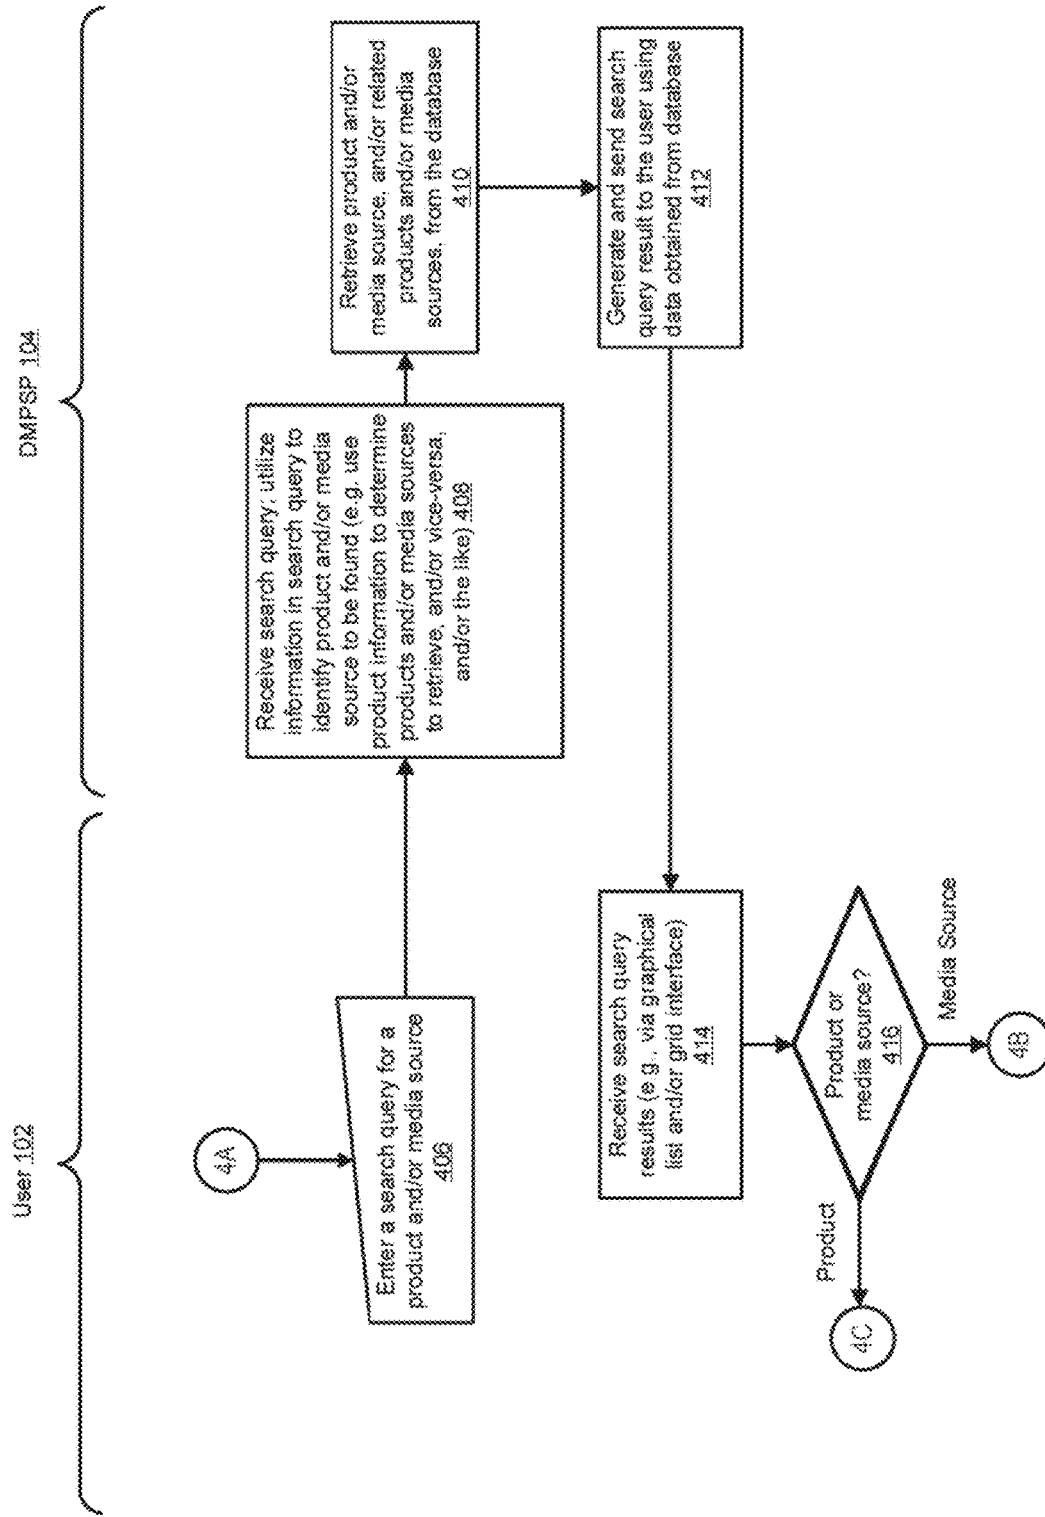 User 102
DMPSP 104
4A
Enter a search query for a
product and/or media source
406
Receive search query; utilize
information in search query to
identify product and/or media
source to be found (e.g. use
product information to determine
products and/or media sources
to retrieve, and/or vice-versa,
and/or the like) 408
Retrieve product and/or
media source, and/or related
products and/or media
sources, from the database
410
Generate and send search
query result to the user using
data obtained from database
412
Receive search query
results (e.g., via graphical
list and/or grid interface)
414
Product or
media source?
416
Product
Media Source
4C
4B